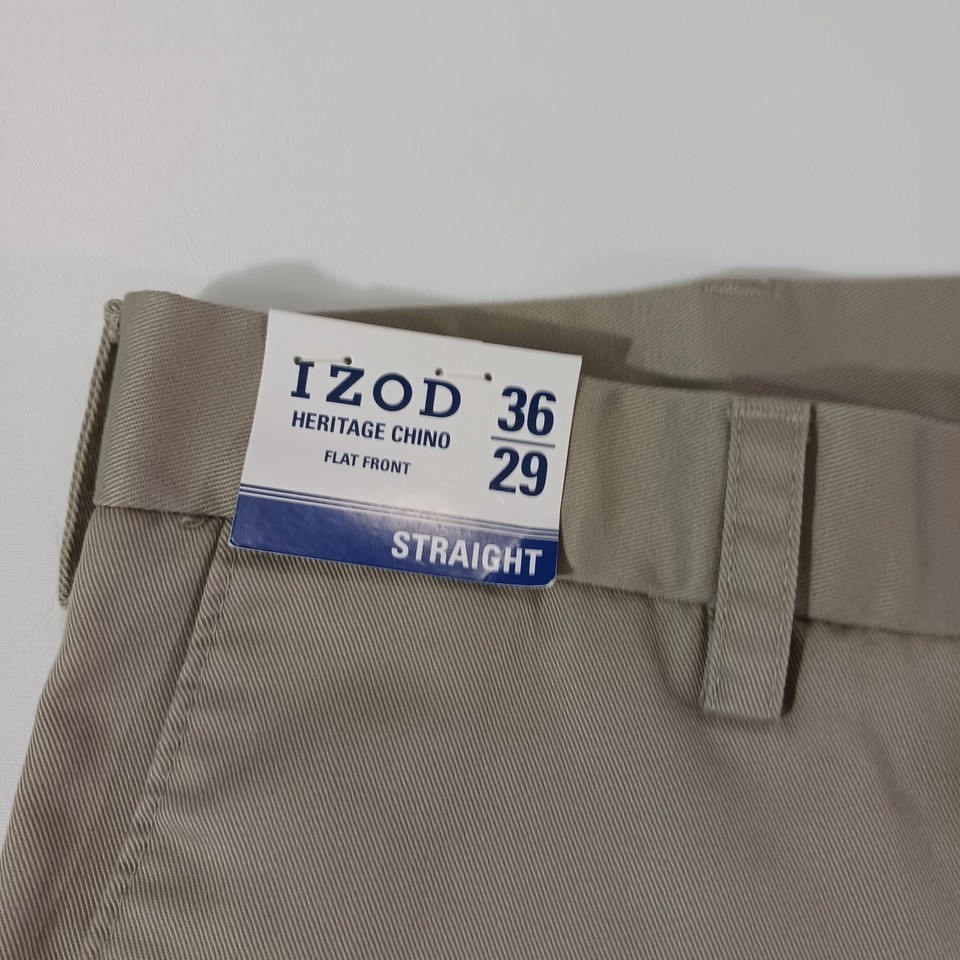 IZOD
HERITAGE CHINO
FLAT FRONT
36
29
STRAIGHT